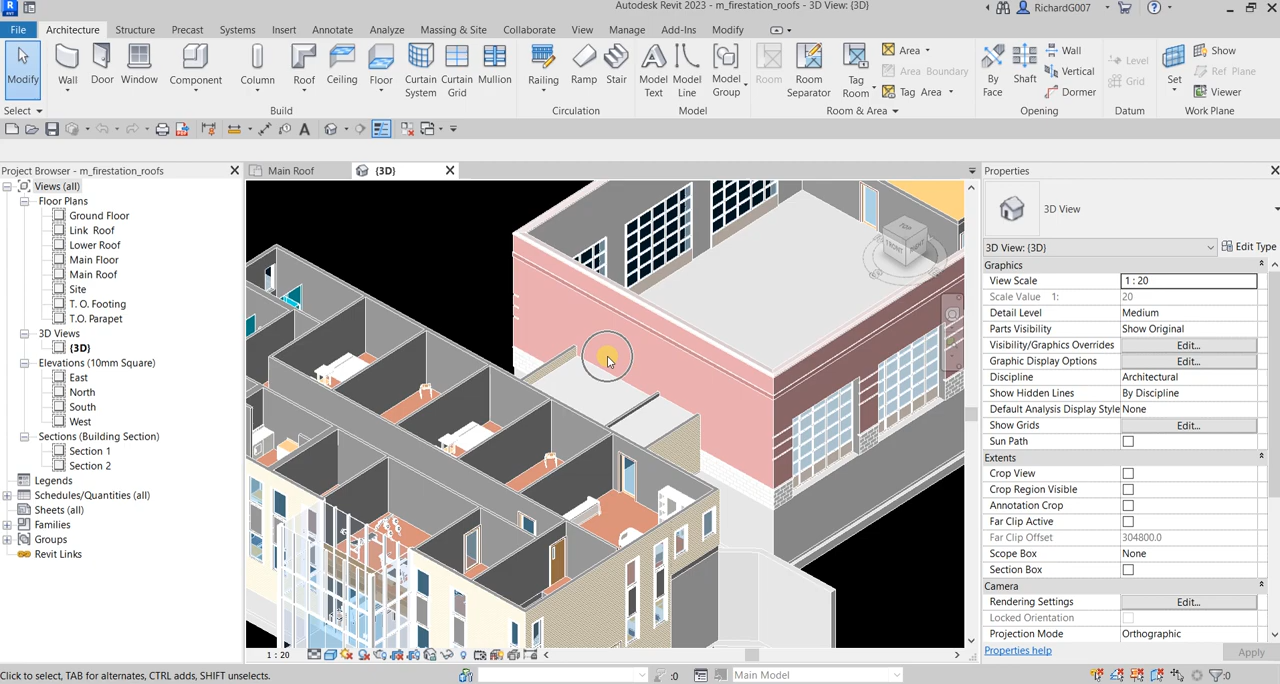 Autodesk Revit 2023 - m_firestation_roofs - 3D View: {3D}
RichardG007
File
Architecture
Structure
Precast
Systems
Insert
Annotate
Analyze
Massing & Site
Collaborate
View
Manage
Add-Ins
Modify
Modify
Wall
Door
Window
Component
Column
Roof
Ceiling
Floor
Curtain System
Curtain Grid
Mullion
Railing
Ramp
Stair
Model Text
Model Line
Model Group
Room
Room Separator
Tag Room
Area
Area Boundary
Tag Area
By Face
Shaft
Wall
Vertical
Dormer
Level
Grid
Set
Show
Ref Plane
Viewer
Select
Build
Circulation
Model
Room & Area
Opening
Datum
Work Plane
Project Browser - m_firestation_roofs
Views (all)
Floor Plans
Ground Floor
Link Roof
Lower Roof
Main Floor
Main Roof
Site
T. O. Footing
T.O. Parapet
3D Views
{3D}
Elevations (10mm Square)
East
North
South
West
Sections (Building Section)
Section 1
Section 2
Legends
Schedules/Quantities (all)
Sheets (all)
Families
Groups
Revit Links
Main Roof
{3D}
TOP
FRONT
RIGHT
1 : 20
Properties
3D View
3D View: {3D}
Edit Type
Graphics
View Scale 1 : 20
Scale Value 1: 20
Detail Level Medium
Parts Visibility Show Original
Visibility/Graphics Overrides Edit...
Graphic Display Options Edit...
Discipline Architectural
Show Hidden Lines By Discipline
Default Analysis Display Style None
Show Grids Edit...
Sun Path
Extents
Crop View
Crop Region Visible
Annotation Crop
Far Clip Active
Far Clip Offset 304800.0
Scope Box None
Section Box
Camera
Rendering Settings Edit...
Locked Orientation
Projection Mode Orthographic
Properties help
Apply
Click to select, TAB for alternates, CTRL adds, SHIFT unselects.
:0
Main Model
:0